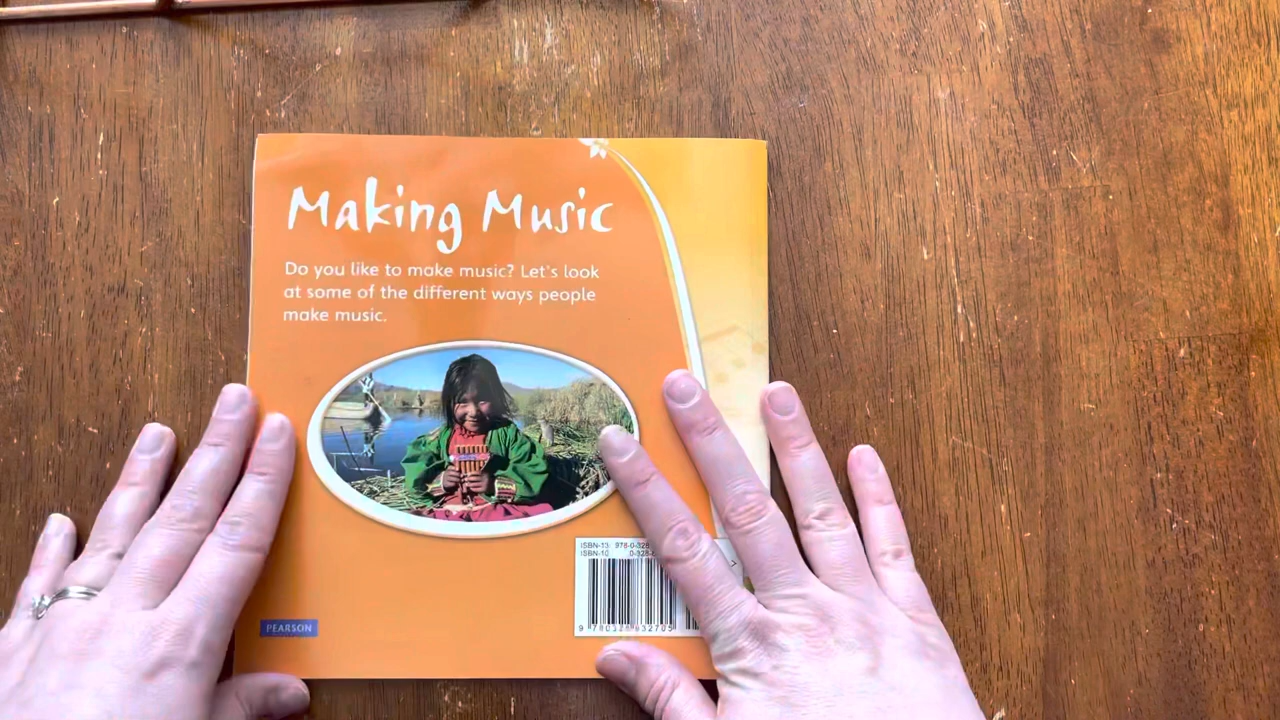 Making Music
Do you like to make music? Let's look
at some of the different ways people
make music.
ISBN-13 978-0-328
ISBN-10 0-328-
PEARSON